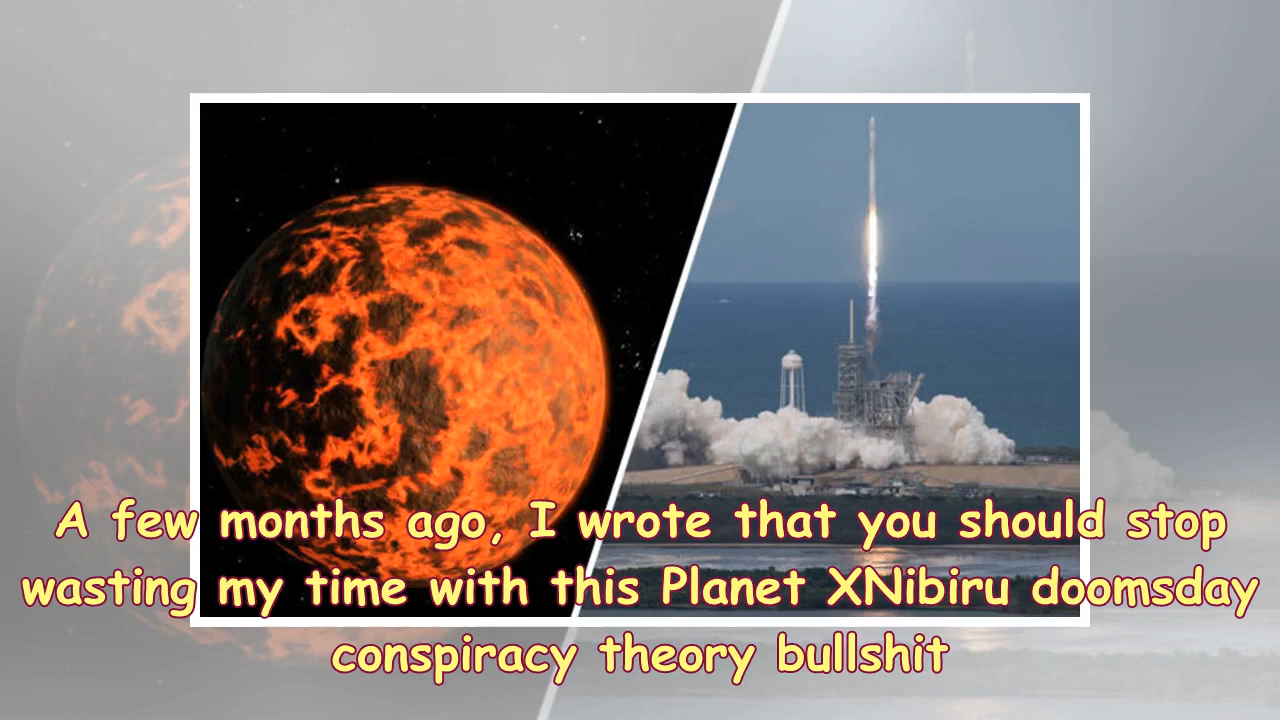 A few months ago, I wrote that you should stop
wasting my time with this Planet XNibiru doomsday
conspiracy theory bullshit